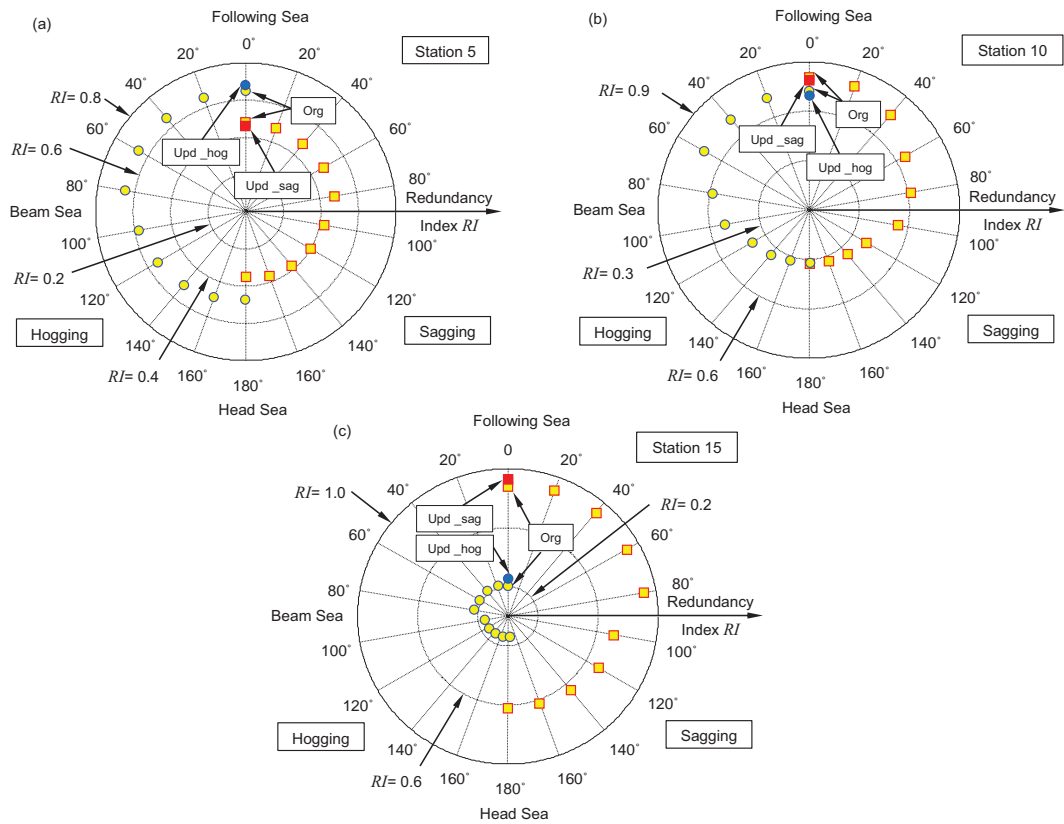 (a)
Following Sea
Station 5
0˚
20˚
20˚
40˚
40˚
60˚
60˚
80˚
80˚
RI= 0.8
RI= 0.6
Org
Upd _hog
Upd _sag
Beam Sea
Redundancy
Index RI
100˚
100˚
RI= 0.2
120˚
120˚
Hogging
Sagging
140˚
140˚
RI= 0.4
160˚
160˚
180˚
Head Sea
(b)
Following Sea
Station 10
0˚
20˚
20˚
40˚
40˚
RI= 0.9
60˚
60˚
Org
Upd _sag
Upd _hog
80˚
80˚
Beam Sea
Redundancy
Index RI
100˚
100˚
RI= 0.3
120˚
120˚
Hogging
Sagging
140˚
140˚
RI= 0.6
160˚
160˚
180˚
Head Sea
(c)
Following Sea
Station 15
0
20˚
20˚
40˚
40˚
RI= 1.0
RI= 0.2
Upd _sag
Upd _hog
Org
60˚
60˚
80˚
80˚
Beam Sea
Redundancy
Index RI
100˚
100˚
120˚
120˚
Hogging
Sagging
140˚
140˚
RI= 0.6
160˚
160˚
180˚
Head Sea